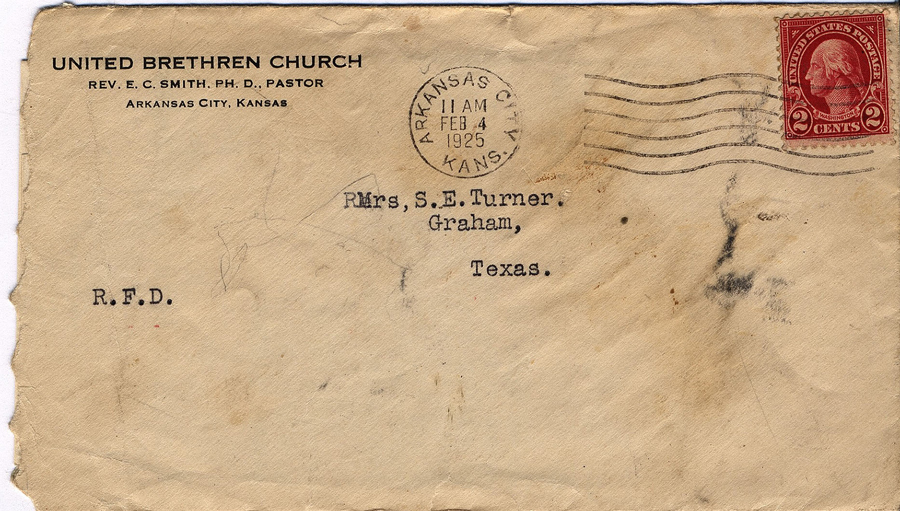 UNITED BRETHREN CHURCH
REV. E. C. SMITH. PH. D., PASTOR
ARKANSAS CITY, KANSAS
ARKANSAS CITY
11 AM
FEB 4
1925
KANS.
UNITED STATES POSTAGE
WASHINGTON
2 CENTS 2
RMrs,S.E.Turner.
Graham,
Texas.
R.F.D.